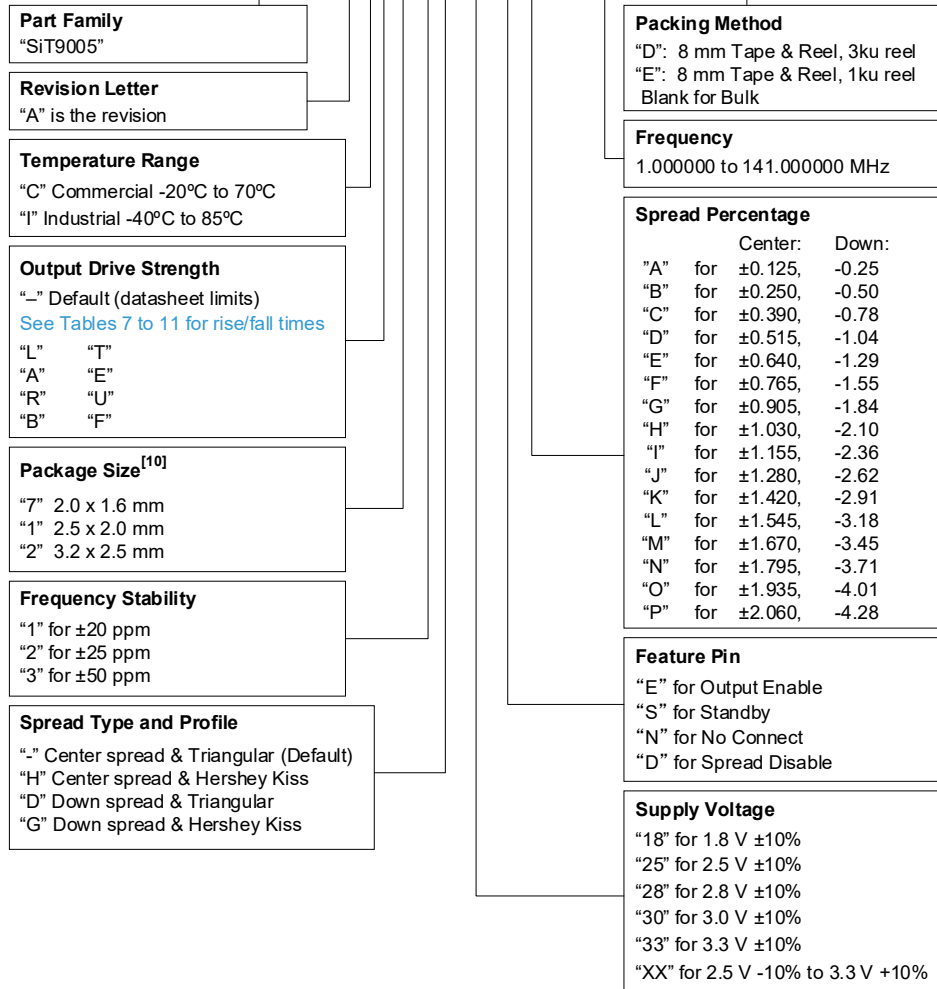 Part Family
“SiT9005”
Revision Letter
“A” is the revision
Temperature Range
“C” Commercial -20ºC to 70ºC
“I” Industrial -40ºC to 85ºC
Output Drive Strength
“–” Default (datasheet limits)
See Tables 7 to 11 for rise/fall times
“L” “T”
“A” “E”
“R” “U”
“B” “F”
Package Size[10]
“7” 2.0 x 1.6 mm
“1” 2.5 x 2.0 mm
“2” 3.2 x 2.5 mm
Frequency Stability
“1” for ±20 ppm
“2” for ±25 ppm
“3” for ±50 ppm
Spread Type and Profile
“-” Center spread & Triangular (Default)
“H” Center spread & Hershey Kiss
“D” Down spread & Triangular
“G” Down spread & Hershey Kiss
Packing Method
“D”: 8 mm Tape & Reel, 3ku reel
“E”: 8 mm Tape & Reel, 1ku reel
Blank for Bulk
Frequency
1.000000 to 141.000000 MHz
Spread Percentage
Center: Down:
”A” for ±0.125, -0.25
“B” for ±0.250, -0.50
“C” for ±0.390, -0.78
“D” for ±0.515, -1.04
“E” for ±0.640, -1.29
“F” for ±0.765, -1.55
“G” for ±0.905, -1.84
“H” for ±1.030, -2.10
“I” for ±1.155, -2.36
“J” for ±1.280, -2.62
“K” for ±1.420, -2.91
“L” for ±1.545, -3.18
“M” for ±1.670, -3.45
“N” for ±1.795, -3.71
“O” for ±1.935, -4.01
“P” for ±2.060, -4.28
Feature Pin
“E” for Output Enable
“S” for Standby
“N” for No Connect
“D” for Spread Disable
Supply Voltage
“18” for 1.8 V ±10%
“25” for 2.5 V ±10%
“28” for 2.8 V ±10%
“30” for 3.0 V ±10%
“33” for 3.3 V ±10%
“XX” for 2.5 V -10% to 3.3 V +10%